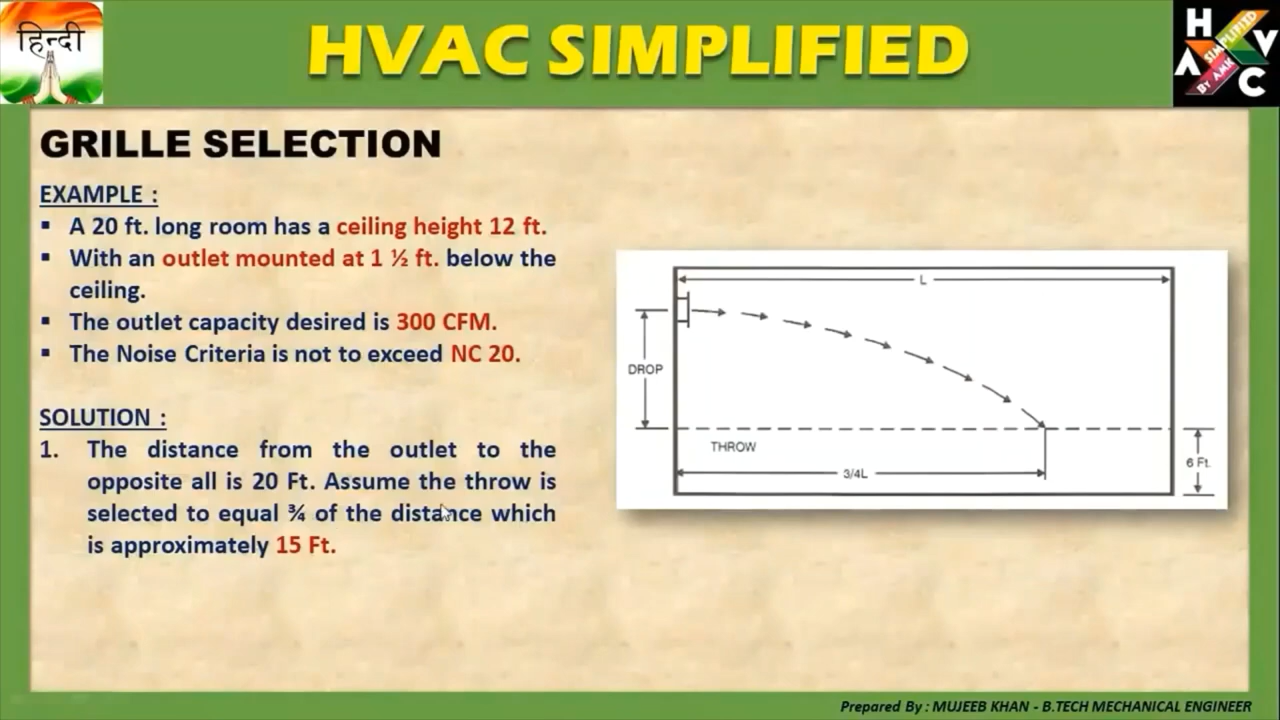 हिन्दी
HVAC SIMPLIFIED
H
V
A
C
SIMPLIFIED
BY AMK
GRILLE SELECTION
EXAMPLE :
▪ A 20 ft. long room has a ceiling height 12 ft.
▪ With an outlet mounted at 1 ½ ft. below the
ceiling.
▪ The outlet capacity desired is 300 CFM.
▪ The Noise Criteria is not to exceed NC 20.
SOLUTION :
1. The distance from the outlet to the
opposite all is 20 Ft. Assume the throw is
selected to equal ¾ of the distance which
is approximately 15 Ft.
L
DROP
THROW
3/4L
6 Ft.
Prepared By : MUJEEB KHAN - B.TECH MECHANICAL ENGINEER